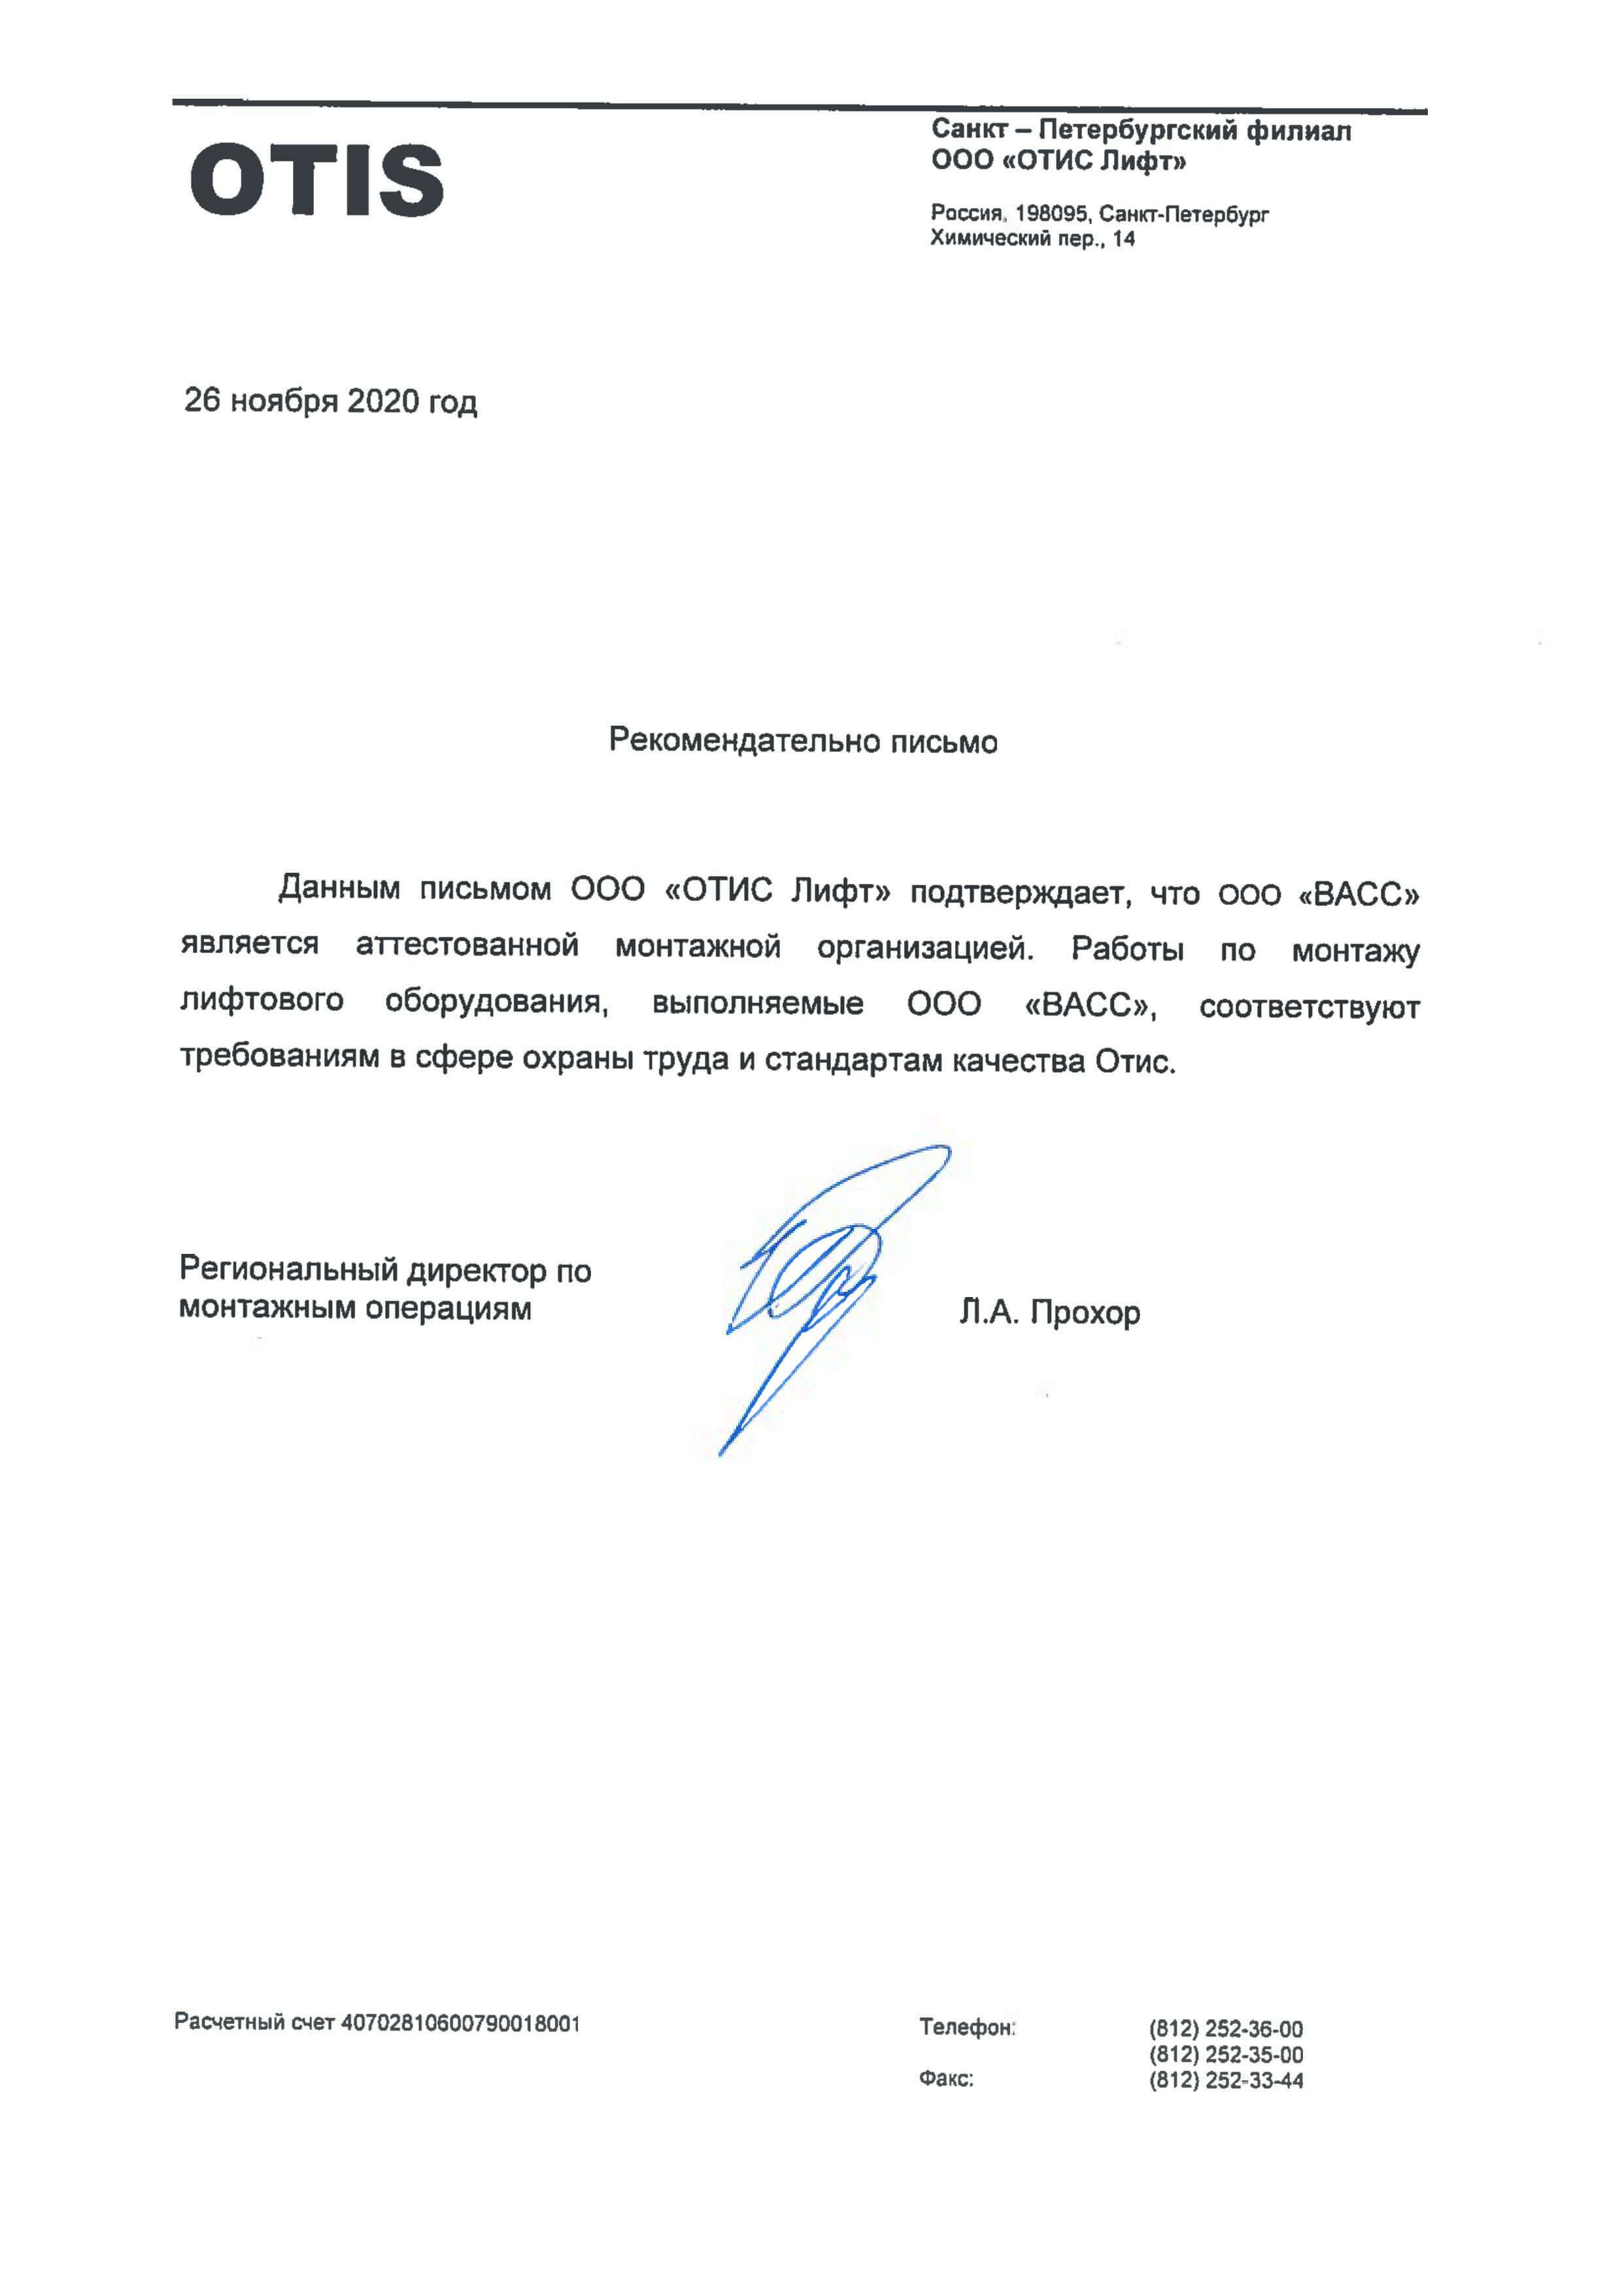 OTIS
Санкт – Петербургский филиал
ООО «ОТИС Лифт»
Россия, 198095, Санкт-Петербург
Химический пер., 14
26 ноября 2020 год
Рекомендательно письмо
Данным письмом ООО «ОТИС Лифт» подтверждает, что ООО «ВАСС»
является аттестованной монтажной организацией. Работы по монтажу
лифтового оборудования, выполняемые ООО «ВАСС», соответствуют
требованиям в сфере охраны труда и стандартам качества Отис.
Региональный директор по
монтажным операциям
Л.А. Прохор
Расчетный счет 40702810600790018001
Телефон: (812) 252-36-00
(812) 252-35-00
Факс: (812) 252-33-44